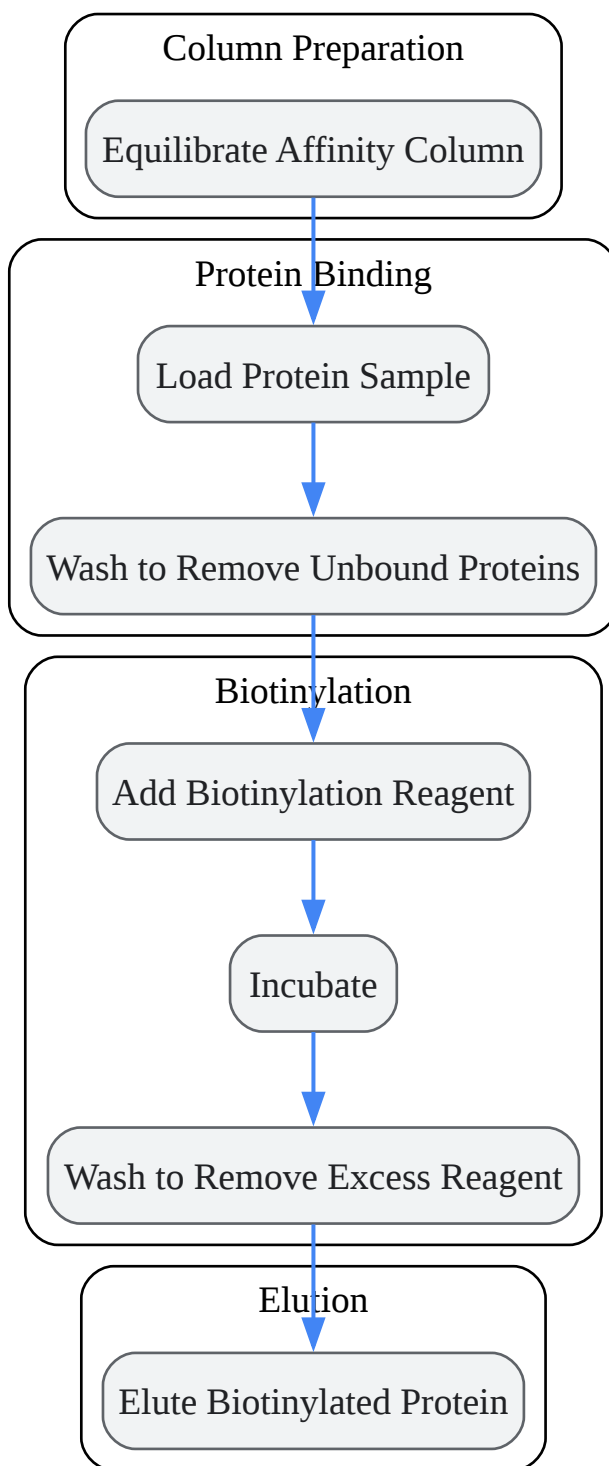 Column Preparation
Equilibrate Affinity Column
Protein Binding
Load Protein Sample
Wash to Remove Unbound Proteins
Biotinylation
Add Biotinylation Reagent
Incubate
Wash to Remove Excess Reagent
Elution
Elute Biotinylated Protein